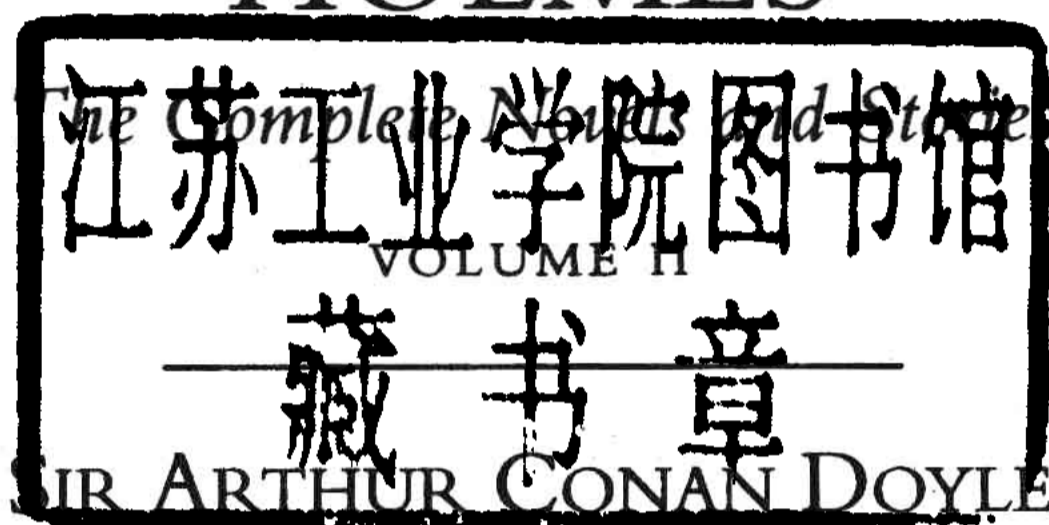 HOLMES
The Complete Novels and Stories
江苏工业学院图书馆
VOLUME II
藏书章
SIR ARTHUR CONAN DOYLE